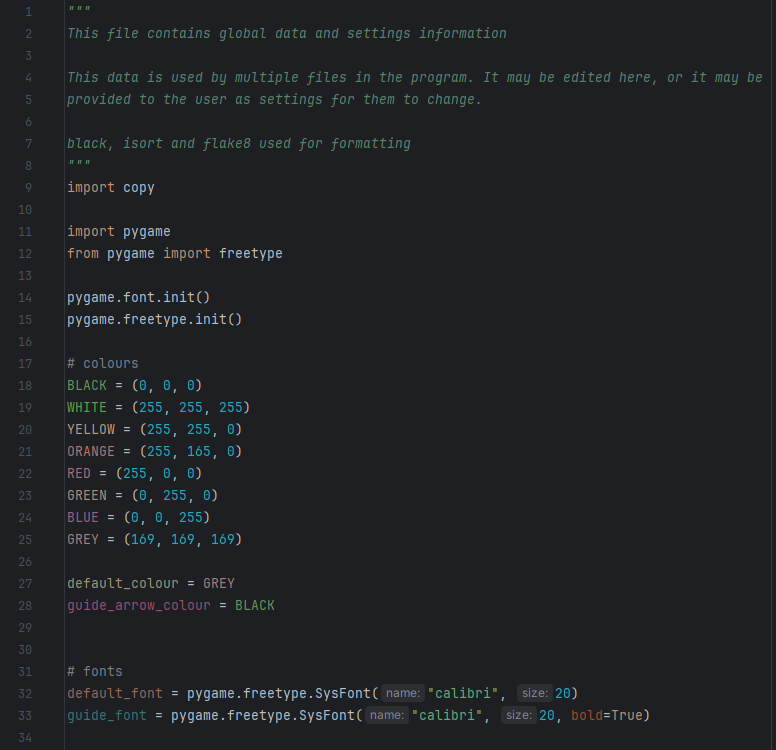 1 """
2 This file contains global data and settings information
3
4 This data is used by multiple files in the program. It may be edited here, or it may be
5 provided to the user as settings for them to change.
6
7 black, isort and flake8 used for formatting
8 """
9 import copy
10
11 import pygame
12 from pygame import freetype
13
14 pygame.font.init()
15 pygame.freetype.init()
16
17 # colours
18 BLACK = (0, 0, 0)
19 WHITE = (255, 255, 255)
20 YELLOW = (255, 255, 0)
21 ORANGE = (255, 165, 0)
22 RED = (255, 0, 0)
23 GREEN = (0, 255, 0)
24 BLUE = (0, 0, 255)
25 GREY = (169, 169, 169)
26
27 default_colour = GREY
28 guide_arrow_colour = BLACK
29
30
31 # fonts
32 default_font = pygame.freetype.SysFont( name: "calibri", size: 20)
33 guide_font = pygame.freetype.SysFont( name: "calibri", size: 20, bold=True)
34